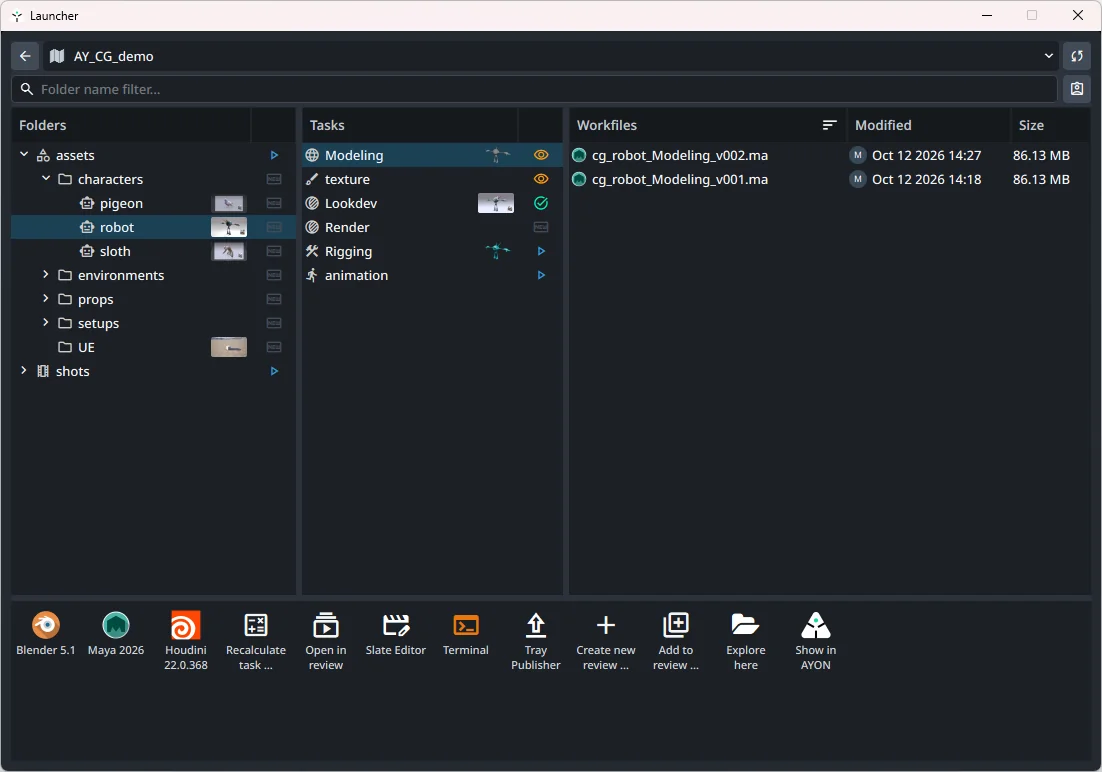 Launcher
AY_CG_demo
Folder name filter...
Folders
Tasks
Workfiles
Modified
Size
assets
characters
pigeon
robot
sloth
environments
props
setups
UE
shots
Modeling
texture
Lookdev
Render
Rigging
animation
cg_robot_Modeling_v002.ma
M
Oct 12 2026 14:27
86.13 MB
cg_robot_Modeling_v001.ma
M
Oct 12 2026 14:18
86.13 MB
Blender 5.1
Maya 2026
Houdini
22.0.368
Recalculate
task ...
Open in
review
Slate Editor
Terminal
Tray
Publisher
Create new
review ...
Add to
review ...
Explore
here
Show in
AYON